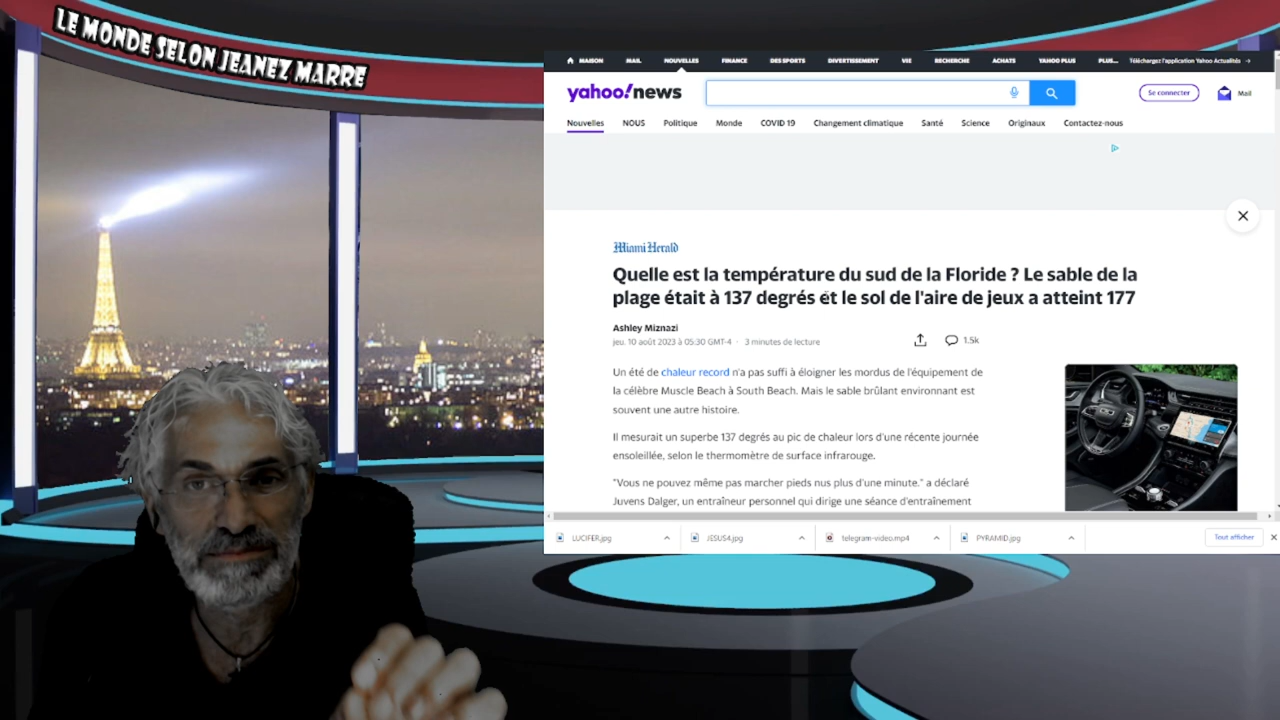 LE MONDE SELON JEANEZ MARRE
MAISON MAIL NOUVELLES FINANCE DES SPORTS DIVERTISSEMENT VIE RECHERCHE ACHATS YAHOO PLUS PLUS... Téléchargez l'application Yahoo Actualités →
yahoo!news
Se connecter Mail
Nouvelles NOUS Politique Monde COVID 19 Changement climatique Santé Science Originaux Contactez-nous
Miami Herald
Quelle est la température du sud de la Floride ? Le sable de la
plage était à 137 degrés et le sol de l'aire de jeux a atteint 177
Ashley Miznazi
jeu. 10 août 2023 à 05:30 GMT-4 · 3 minutes de lecture
1.5k
Un été de chaleur record n'a pas suffi à éloigner les mordus de l'équipement de
la célèbre Muscle Beach à South Beach. Mais le sable brûlant environnant est
souvent une autre histoire.
Il mesurait un superbe 137 degrés au pic de chaleur lors d'une récente journée
ensoleillée, selon le thermomètre de surface infrarouge.
"Vous ne pouvez même pas marcher pieds nus plus d'une minute." a déclaré
Juvens Dalger, un entraîneur personnel qui dirige une séance d'entraînement
LUCIFER.jpg JESUS4.jpg telegram-video.mp4 PYRAMID.jpg Tout afficher